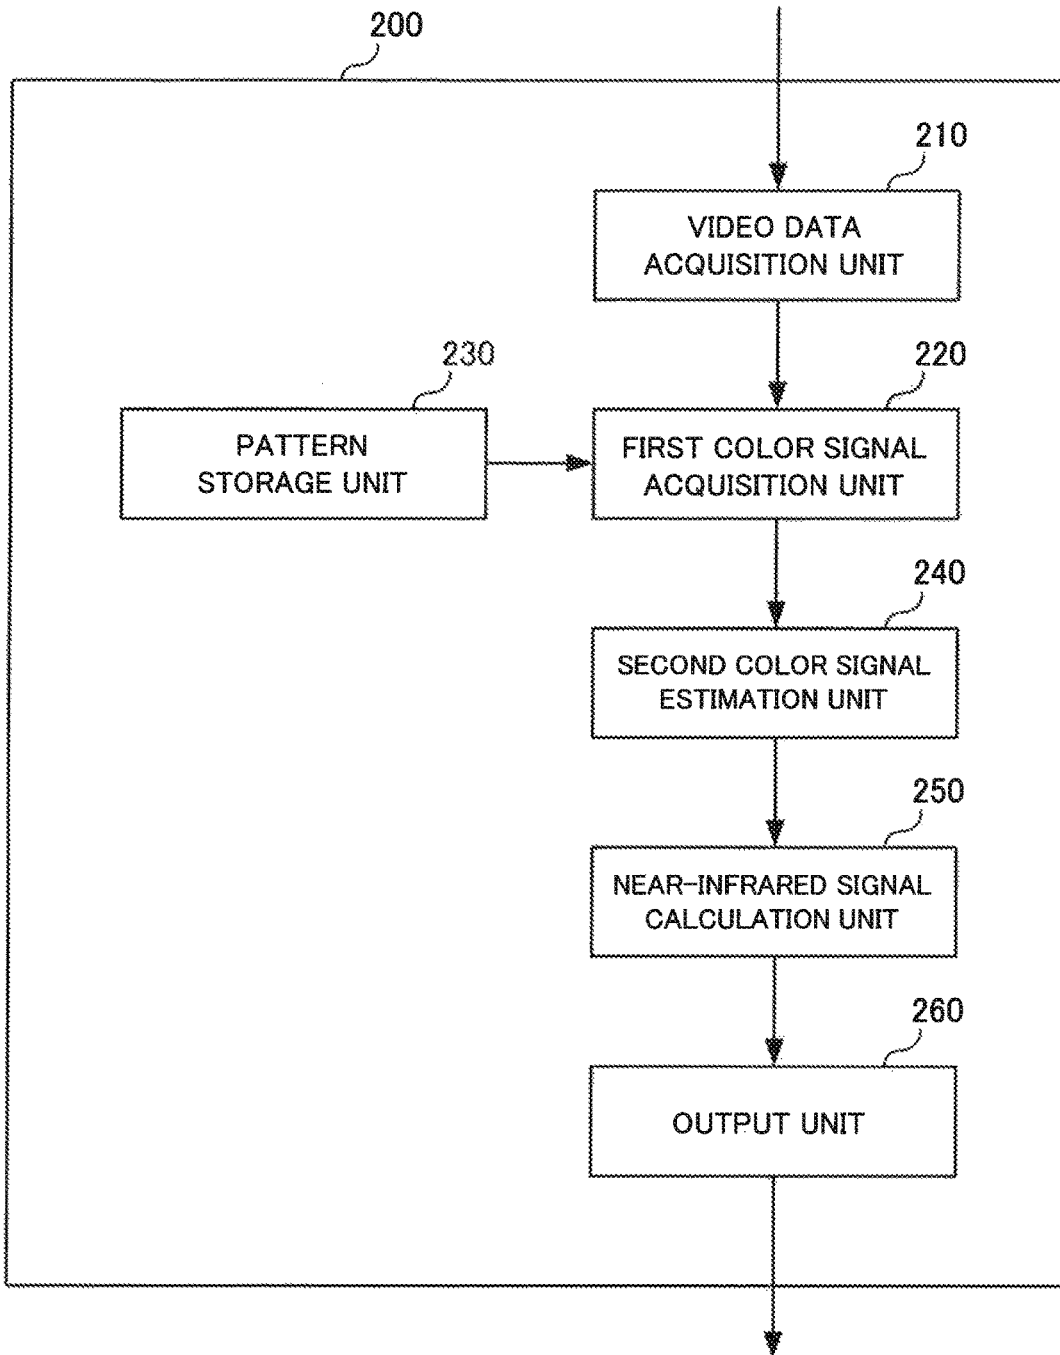 200
210
VIDEO DATA
ACQUISITION UNIT
230
220
PATTERN
STORAGE UNIT
FIRST COLOR SIGNAL
ACQUISITION UNIT
240
SECOND COLOR SIGNAL
ESTIMATION UNIT
250
NEAR-INFRARED SIGNAL
CALCULATION UNIT
260
OUTPUT UNIT